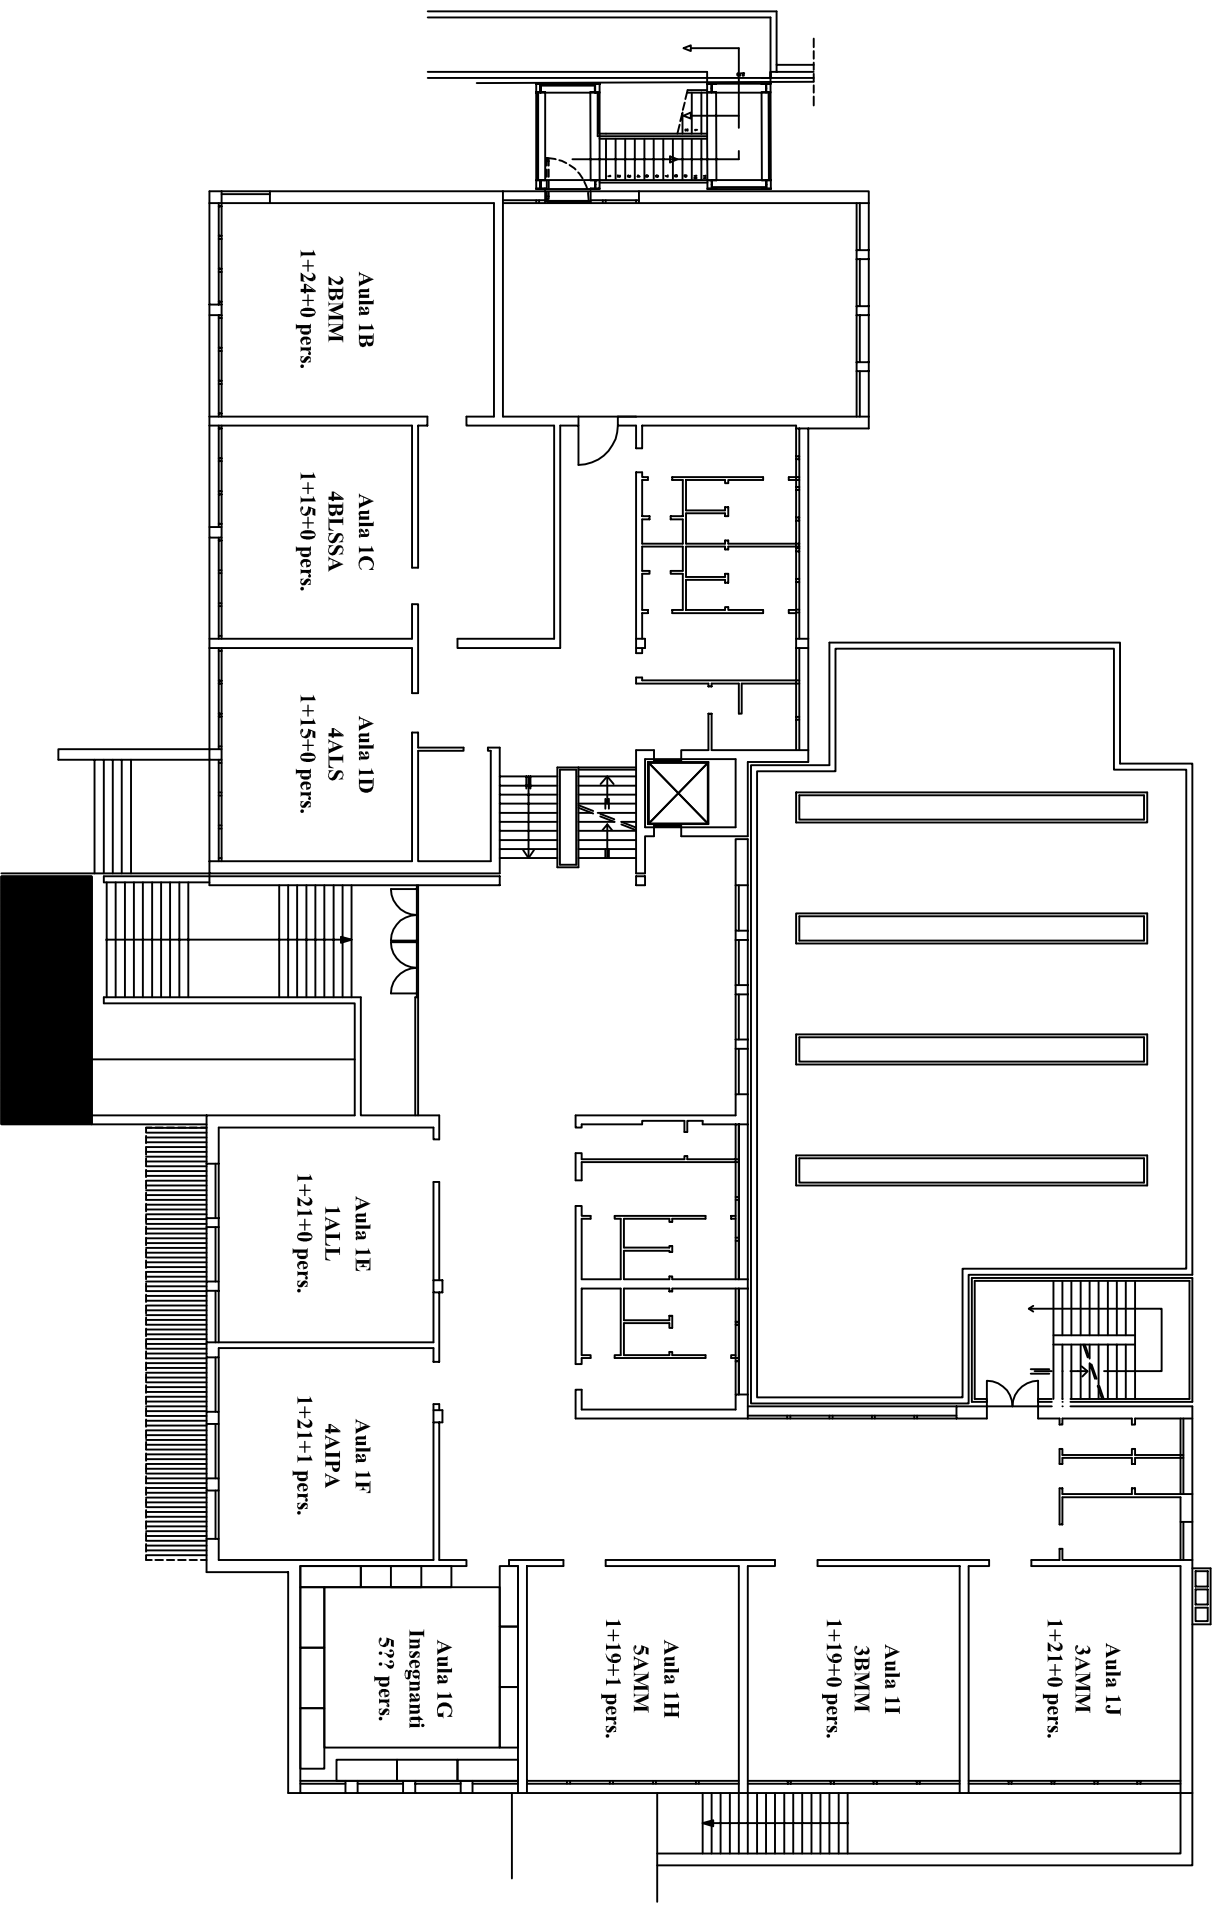 Aula 1B
2BMM
1+24+0 pers.
Aula 1C
4BLSSA
1+15+0 pers.
Aula 1D
4ALS
1+15+0 pers.
Aula 1E
1ALL
1+21+0 pers.
Aula 1F
4AIPA
1+21+1 pers.
Aula 1G
Insegnanti
5?? pers.
Aula 1H
5AMM
1+19+1 pers.
Aula 1I
3BMM
1+19+0 pers.
Aula 1J
3AMM
1+21+0 pers.